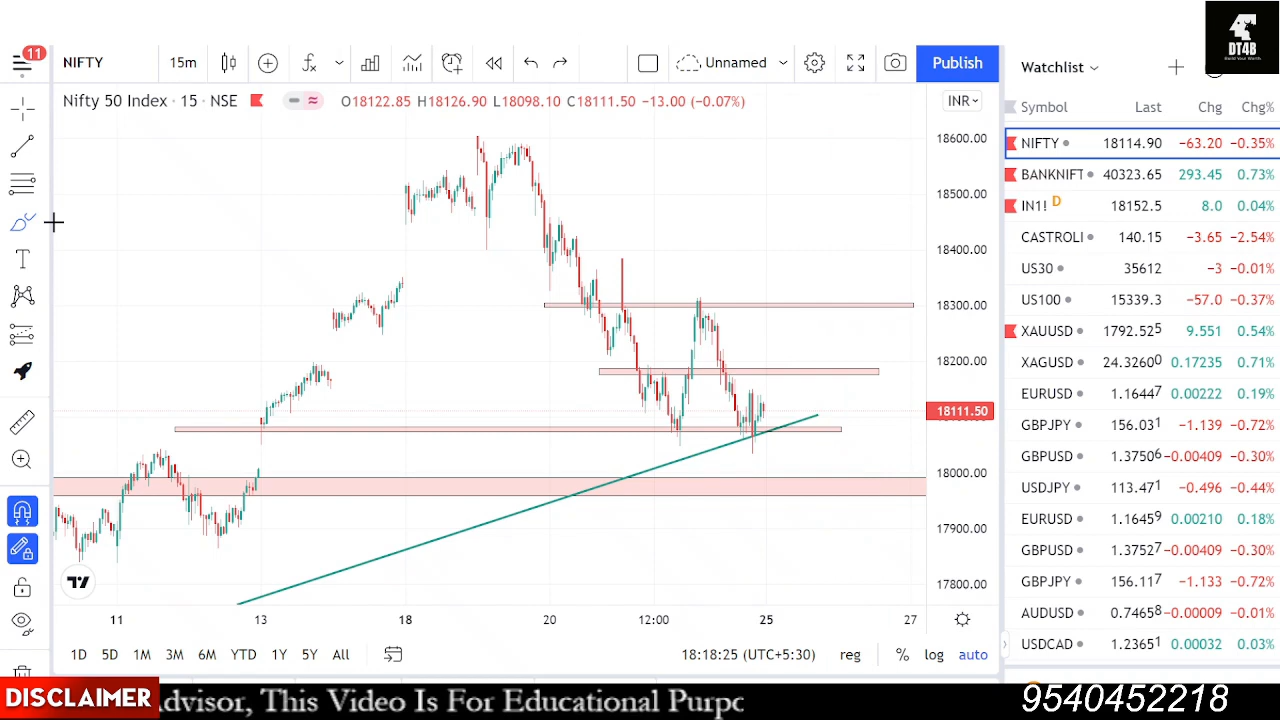 DT4B
Build Your Worth.
11
NIFTY 15m Unnamed Publish
Nifty 50 Index · 15 · NSE O18122.85 H18126.90 L18098.10 C18111.50 −13.00 (−0.07%)
INR
18600.00
18500.00
18400.00
18300.00
18200.00
18111.50
18000.00
17900.00
17800.00
11 13 18 20 12:00 25 27
1D 5D 1M 3M 6M YTD 1Y 5Y All 18:18:25 (UTC+5:30) reg % log auto
Watchlist
Symbol Last Chg Chg%
NIFTY 18114.90 −63.20 −0.35%
BANKNIFT 40323.65 293.45 0.73%
IN1! D 18152.5 8.0 0.04%
CASTROLI 140.15 −3.65 −2.54%
US30 35612 −3 −0.01%
US100 15339.3 −57.0 −0.37%
XAUUSD 1792.525 9.551 0.54%
XAGUSD 24.32600 0.17235 0.71%
EURUSD 1.16447 0.00222 0.19%
GBPJPY 156.031 −1.139 −0.72%
GBPUSD 1.37506 −0.00409 −0.30%
USDJPY 113.471 −0.496 −0.44%
EURUSD 1.16459 0.00210 0.18%
GBPUSD 1.37527 −0.00409 −0.30%
GBPJPY 156.117 −1.133 −0.72%
AUDUSD 0.74658 −0.00009 −0.01%
USDCAD 1.23651 0.00032 0.03%
DISCLAIMER
dvisor, This Video Is For Educational Purpo
9540452218